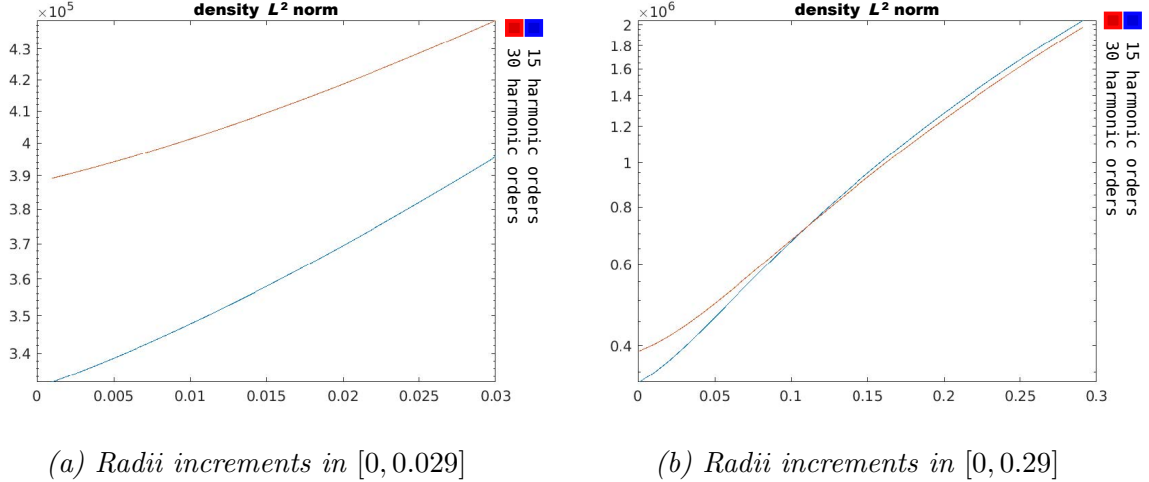 density L² norm
×10⁵
4.3
4.2
4.1
4
3.9
3.8
3.7
3.6
3.5
3.4
0 0.005 0.01 0.015 0.02 0.025 0.03
15 harmonic orders
30 harmonic orders
(a) Radii increments in [0, 0.029]
density L² norm
×10⁶
2
1.8
1.6
1.4
1.2
1
0.8
0.6
0.4
0 0.05 0.1 0.15 0.2 0.25 0.3
15 harmonic orders
30 harmonic orders
(b) Radii increments in [0, 0.29]